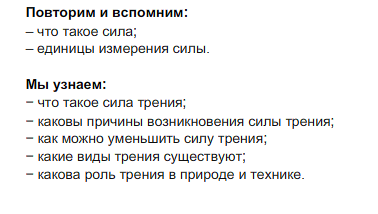 Повторим и вспомним:
– что такое сила;
– единицы измерения силы.
Мы узнаем:
− что такое сила трения;
− каковы причины возникновения силы трения;
− как можно уменьшить силу трения;
− какие виды трения существуют;
− какова роль трения в природе и технике.